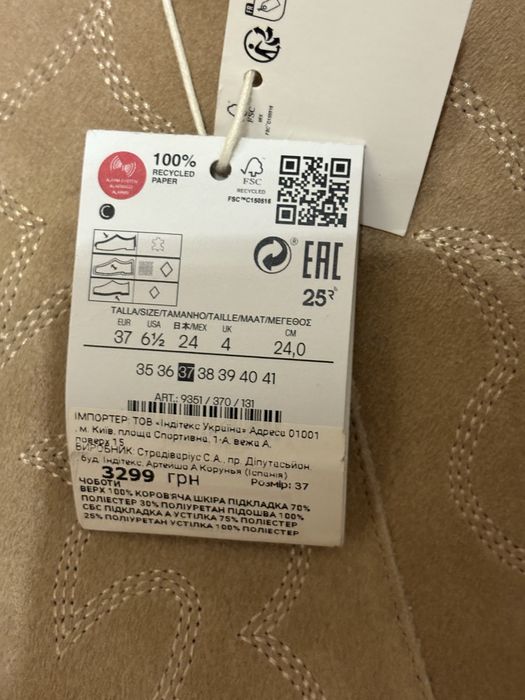 FR
FSC
100%
RECYCLED
PAPER
FSC
RECYCLED
FSC™C150516
C
EAC
25
TALLA/SIZE/TAMANHO/TAILLE/MAAT/ΜΕΓΕΘΟΣ
EUR USA 日本/MEX UK CM
37 6½ 24 4 24,0
35 36 37 38 39 40 41
ART.: 9351 / 370 / 131
ІМПОРТЕР: ТОВ «Індітекс Україна» Адреса 01001
, м. Київ, площа Спортивна, 1-А, вежа А,
поверх 15
ВИРОБНИК: Страдіваріус С.А., пр. Діпутасьйон,
буд. Індітекс, Артейшо А Корунья (Іспанія)
3299 грн Розмір: 37
ЧОБОТИ
ВЕРХ 100% КОРОВ'ЯЧА ШКІРА ПІДКЛАДКА 70%
ПОЛІЕСТЕР 30% ПОЛІУРЕТАН ПІДОШВА 100%
СБС ПІДКЛАДКА А УСТІЛКА 75% ПОЛІЕСТЕР
25% ПОЛІУРЕТАН УСТІЛКА 100% ПОЛІЕСТЕР